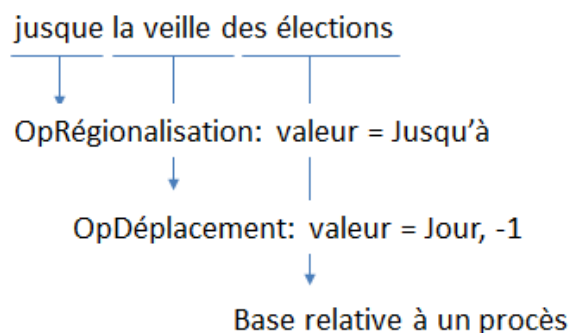 jusque la veille des élections
OpRégionalisation: valeur = Jusqu’à
OpDéplacement: valeur = Jour, -1
Base relative à un procès